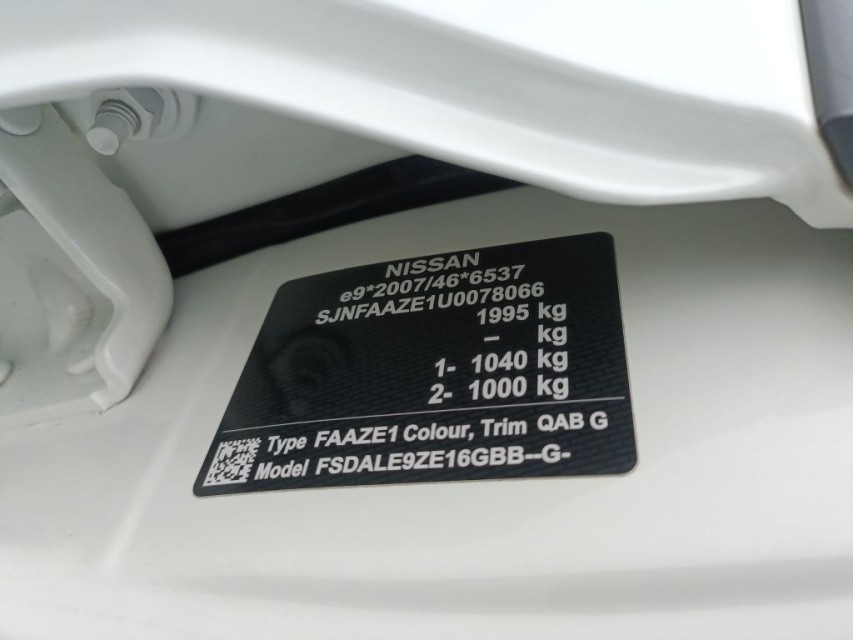 NISSAN
e9*2007/46*6537
SJNFAAZE1U0078066
1995 kg
– kg
1- 1040 kg
2- 1000 kg
Type FAAZE1 Colour, Trim QAB G
Model FSDALE9ZE16GBB--G-